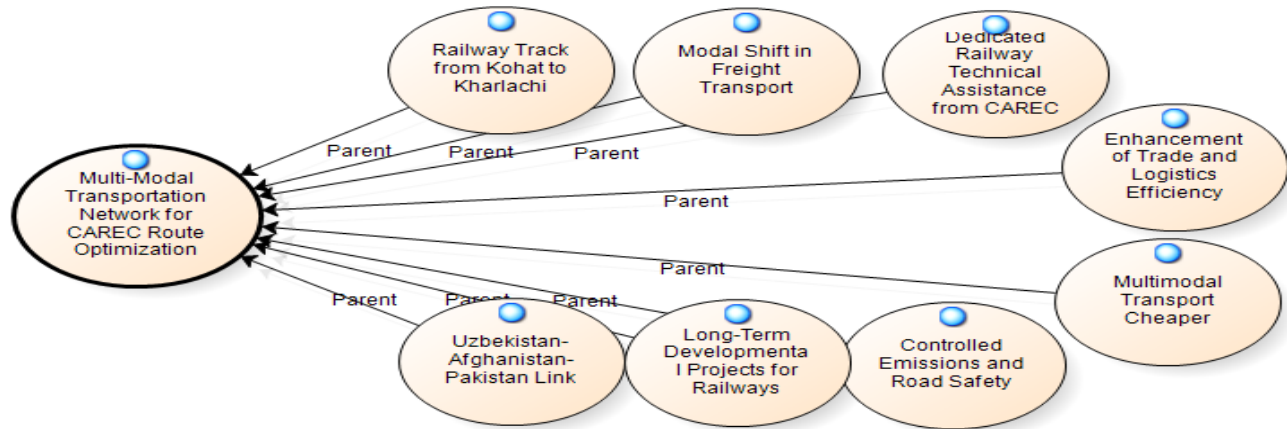 Railway Track
from Kohat to
Kharlachi
Modal Shift in
Freight
Transport
Dedicated
Railway
Technical
Assistance
from CAREC
Enhancement
of Trade and
Logistics
Efficiency
Multi-Modal
Transportation
Network for
CAREC Route
Optimization
Parent
Parent
Parent
Parent
Parent
Parent
Parent
Parent
Multimodal
Transport
Cheaper
Uzbekistan-
Afghanistan-
Pakistan Link
Long-Term
Developmenta
l Projects for
Railways
Controlled
Emissions and
Road Safety